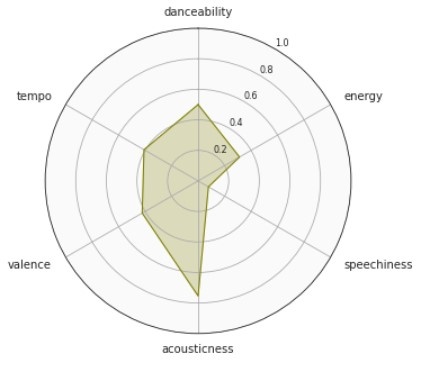 danceability
1.0
0.8
tempo
energy
0.6
0.4
0.2
valence
speechiness
acousticness